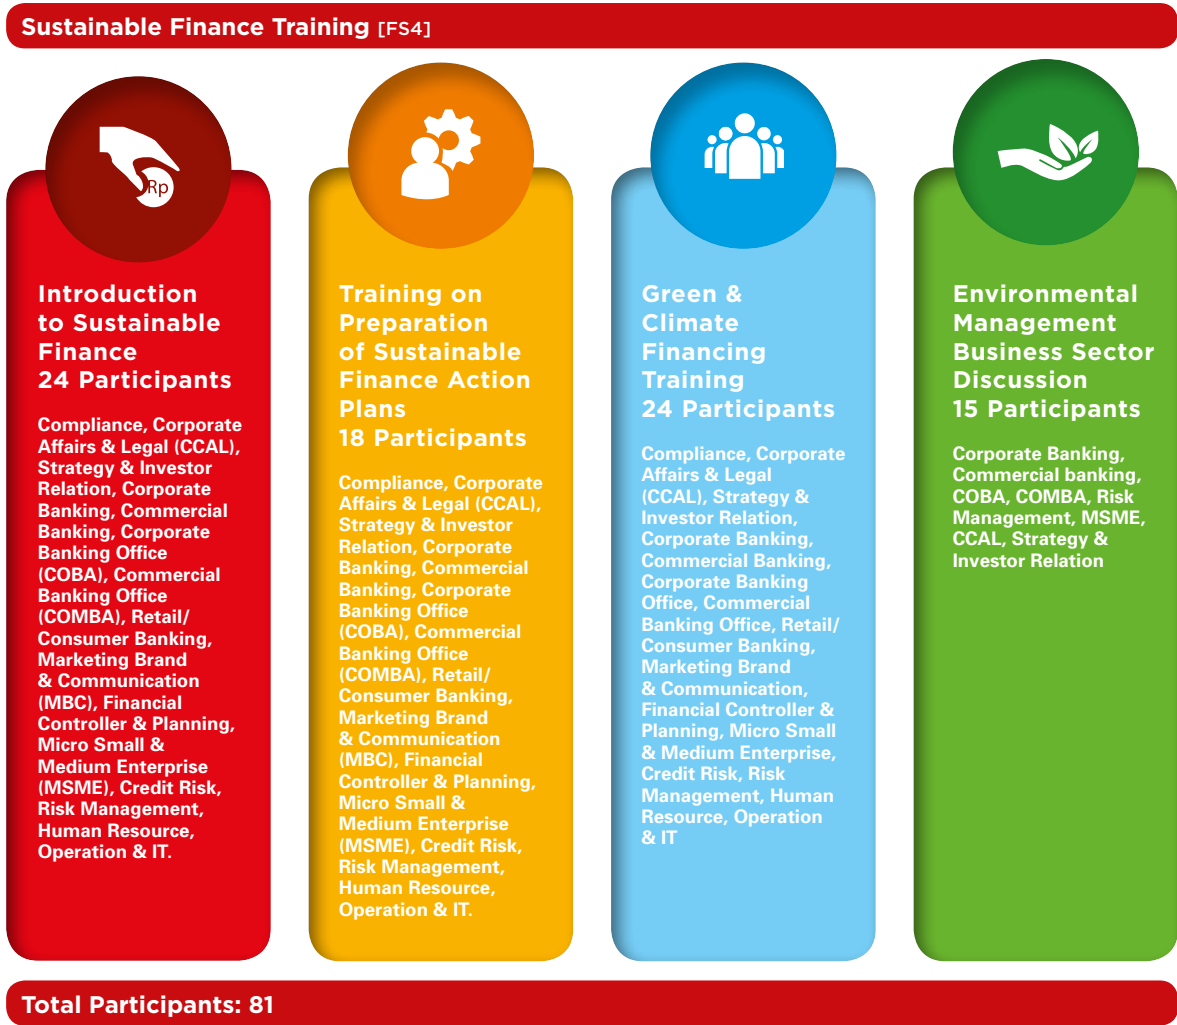 Sustainable Finance Training [FS4]
Rp
Introduction
to Sustainable
Finance
24 Participants
Compliance, Corporate
Affairs & Legal (CCAL),
Strategy & Investor
Relation, Corporate
Banking, Commercial
Banking, Corporate
Banking Office
(COBA), Commercial
Banking Office
(COMBA), Retail/
Consumer Banking,
Marketing Brand
& Communication
(MBC), Financial
Controller & Planning,
Micro Small &
Medium Enterprise
(MSME), Credit Risk,
Risk Management,
Human Resource,
Operation & IT.
Training on
Preparation
of Sustainable
Finance Action
Plans
18 Participants
Compliance, Corporate
Affairs & Legal (CCAL),
Strategy & Investor
Relation, Corporate
Banking, Commercial
Banking, Corporate
Banking Office
(COBA), Commercial
Banking Office
(COMBA), Retail/
Consumer Banking,
Marketing Brand
& Communication
(MBC), Financial
Controller & Planning,
Micro Small &
Medium Enterprise
(MSME), Credit Risk,
Risk Management,
Human Resource,
Operation & IT.
Green &
Climate
Financing
Training
24 Participants
Compliance, Corporate
Affairs & Legal
(CCAL), Strategy &
Investor Relation,
Corporate Banking,
Commercial Banking,
Corporate Banking
Office, Commercial
Banking Office, Retail/
Consumer Banking,
Marketing Brand
& Communication,
Financial Controller &
Planning, Micro Small
& Medium Enterprise,
Credit Risk, Risk
Management, Human
Resource, Operation
& IT
Environmental
Management
Business Sector
Discussion
15 Participants
Corporate Banking,
Commercial banking,
COBA, COMBA, Risk
Management, MSME,
CCAL, Strategy &
Investor Relation
Total Participants: 81